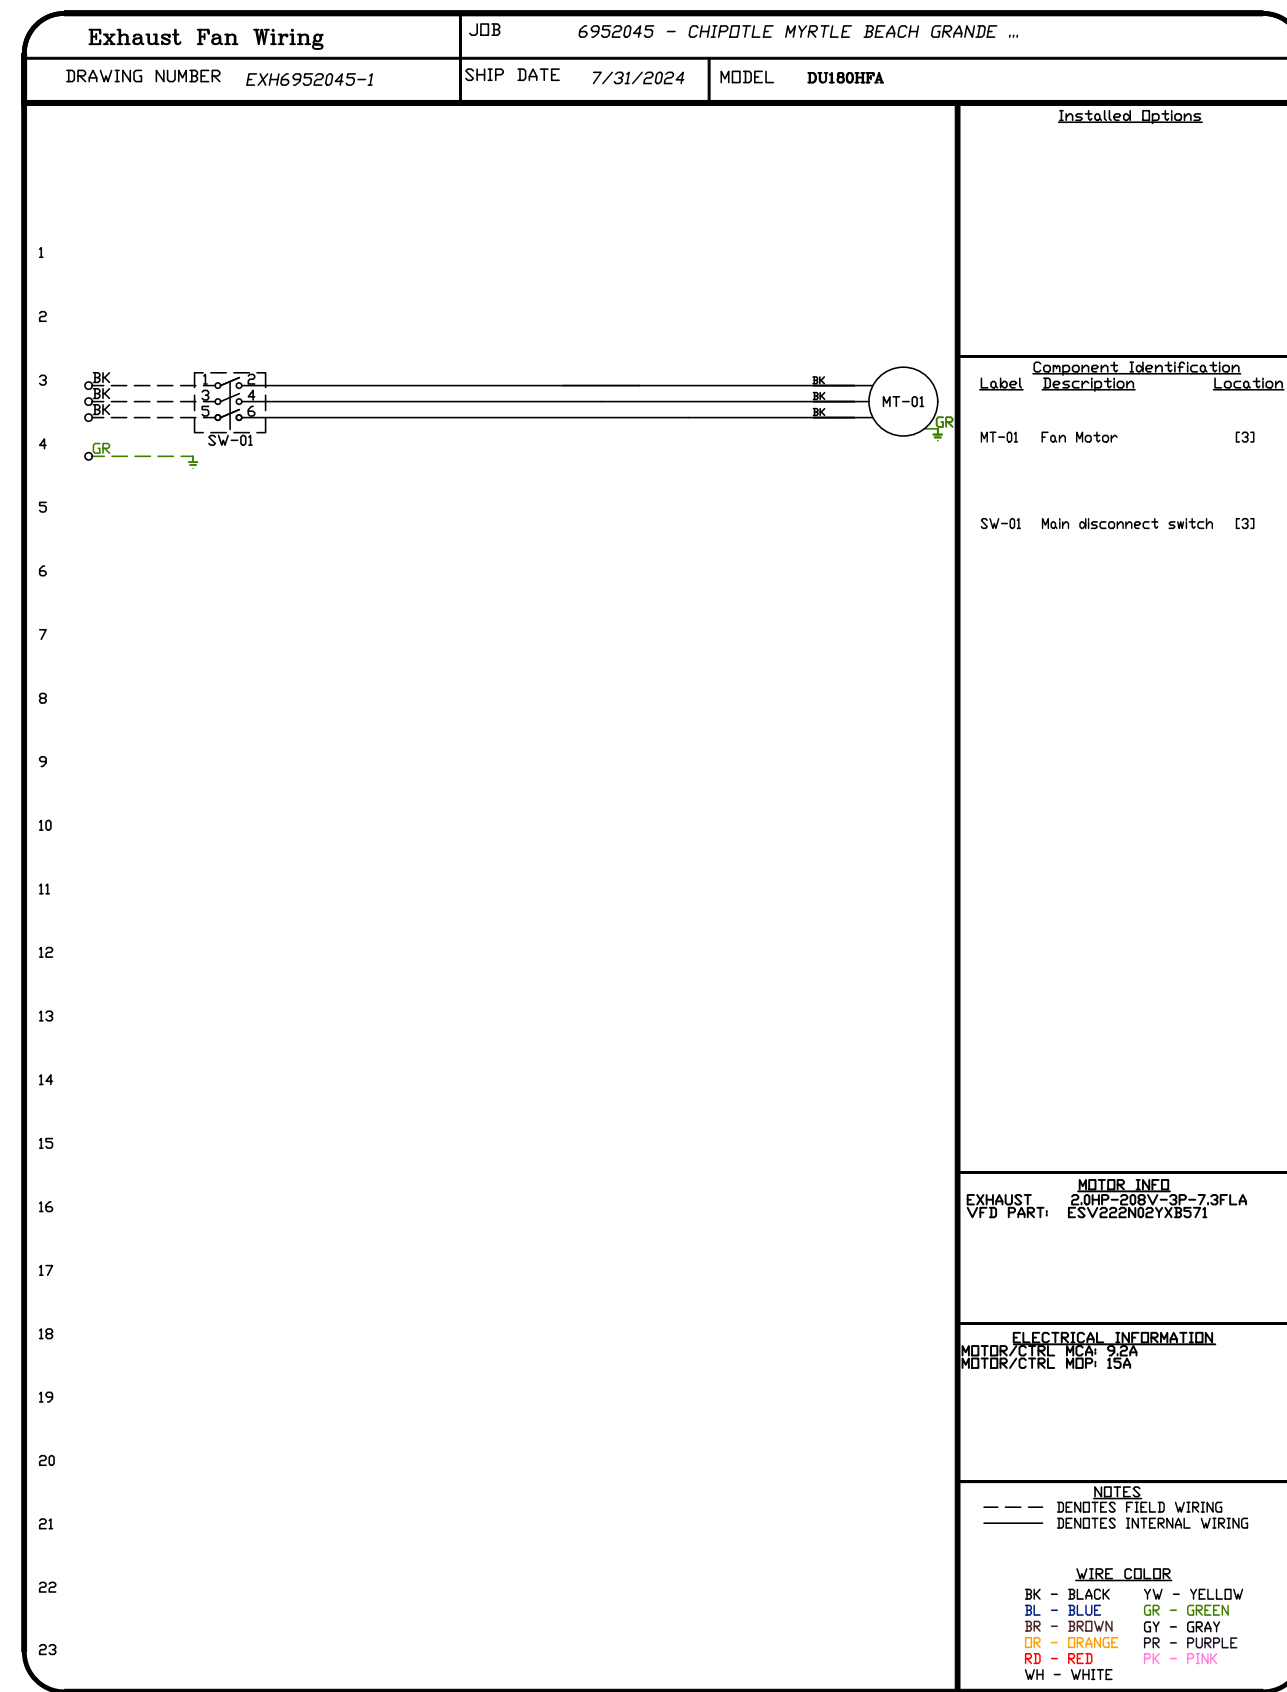 Exhaust Fan Wiring
JOB 6952045 - CHIPOTLE MYRTLE BEACH GRANDE ...
DRAWING NUMBER EXH6952045-1
SHIP DATE 7/31/2024
MODEL DU180HFA
Installed Options
1
2
3
4
5
6
7
8
9
10
11
12
13
14
15
16
17
18
19
20
21
22
23
BK 1 2 BK
BK 3 4 BK
BK 5 6 BK
MT-01
GR
SW-01
GR
Component Identification
Label Description Location
MT-01 Fan Motor [3]
SW-01 Main disconnect switch [3]
MOTOR INFO
EXHAUST 2.0HP-208V-3P-7.3FLA
VFD PART: ESV222N02YXB571
ELECTRICAL INFORMATION
MOTOR/CTRL MCA: 9.2A
MOTOR/CTRL MOP: 15A
NOTES
DENOTES FIELD WIRING
DENOTES INTERNAL WIRING
WIRE COLOR
BK - BLACK YW - YELLOW
BL - BLUE GR - GREEN
BR - BROWN GY - GRAY
OR - ORANGE PR - PURPLE
RD - RED PK - PINK
WH - WHITE